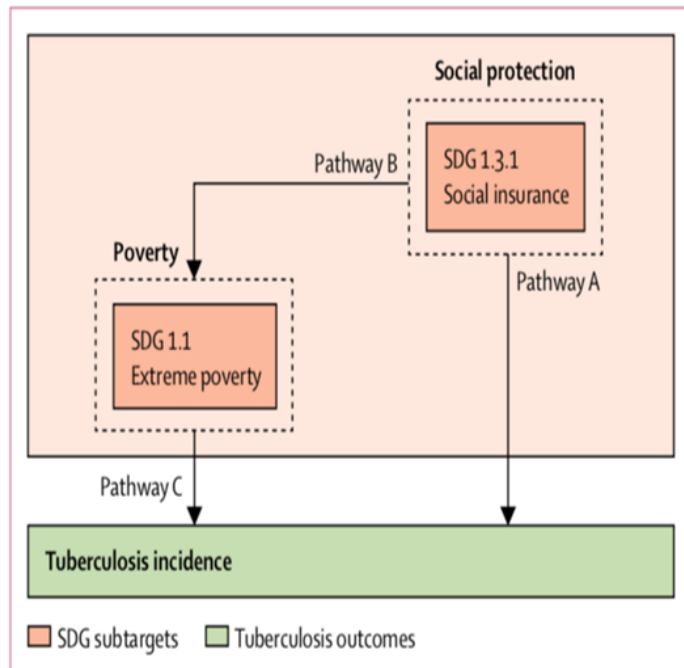 Social protection
SDG 1.3.1
Social insurance
Pathway B
Poverty
Pathway A
SDG 1.1
Extreme poverty
Pathway C
Tuberculosis incidence
SDG subtargets
Tuberculosis outcomes